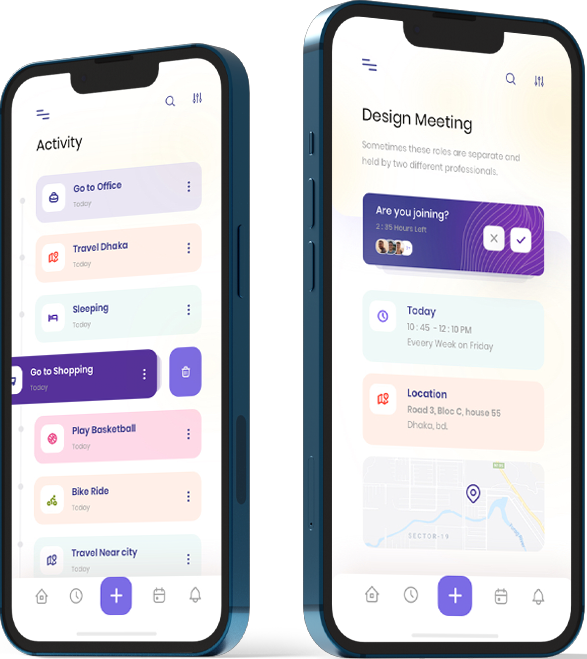 Activity
Go to Office
Today
Travel Dhaka
Today
Sleeping
Today
Go to Shopping
Today
Play Basketball
Today
Bike Ride
Today
Travel Near city
Today
Design Meeting
Sometimes these roles are separate and
held by two different professionals.
Are you joining?
2 : 35 Hours Left
Today
10 : 45 - 12 : 10 PM
Eveery Week on Friday
Location
Road 3, Bloc C, house 55
Dhaka, bd.
SECTOR-19